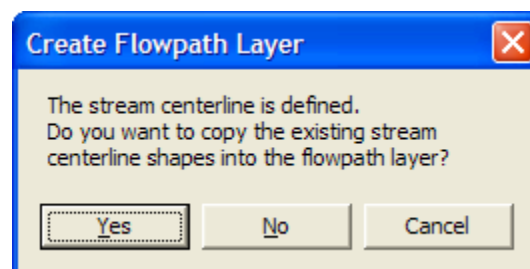 Create Flowpath Layer
The stream centerline is defined.
Do you want to copy the existing stream
centerline shapes into the flowpath layer?
Yes
No
Cancel